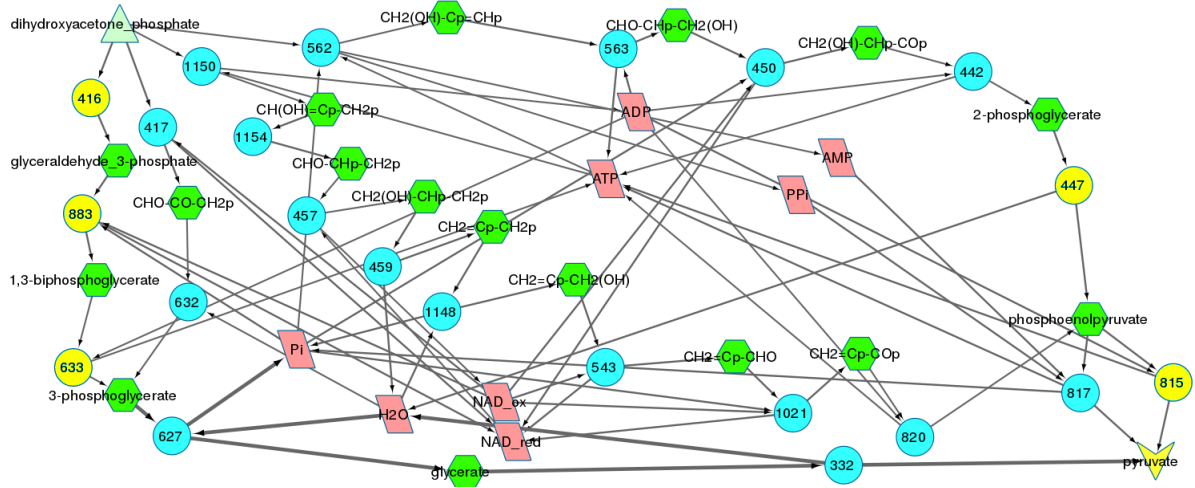 CH2(OH)-Cp=CHp
dihydroxyacetone_phosphate
CHO-CHp-CH2(OH)
CH2(OH)-CHp-COp
562
563
1150
450
442
416
CH(OH)=Cp-CH2p
ADP
2-phosphoglycerate
417
1154
glyceraldehyde_3-phosphate
CHO-CHp-CH2p
AMP
ATP
447
CHO-CO-CH2p
CH2(OH)-CHp-CH2p
PPi
883
457
CH2=Cp-CH2p
459
1,3-biphosphoglycerate
CH2=Cp-CH2(OH)
632
1148
phosphoenolpyruvate
Pi
CH2=Cp-CHO
CH2=Cp-COp
633
543
3-phosphoglycerate
817
815
NAD_ox
H2O
1021
627
NAD_red
820
glycerate
332
pyruvate